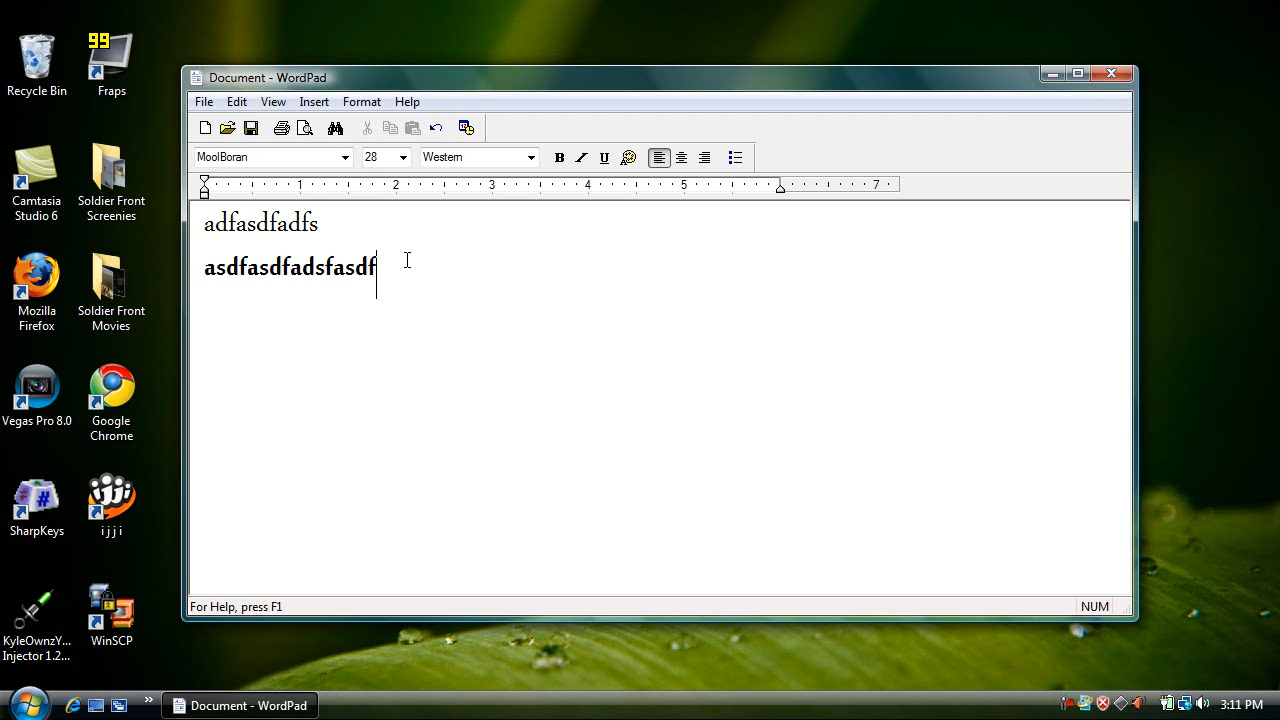 99
Recycle Bin
Fraps
Camtasia Studio 6
Soldier Front Screenies
Mozilla Firefox
Soldier Front Movies
Vegas Pro 8.0
Google Chrome
SharpKeys
i j j i
KyleOwnzY... Injector 1.2...
WinSCP
Document - WordPad
File Edit View Insert Format Help
MoolBoran 28 Western B I U
1 2 3 4 5 7
adfasdfadfs
asdfasdfadsfasdf
For Help, press F1 NUM
Document - WordPad
3:11 PM